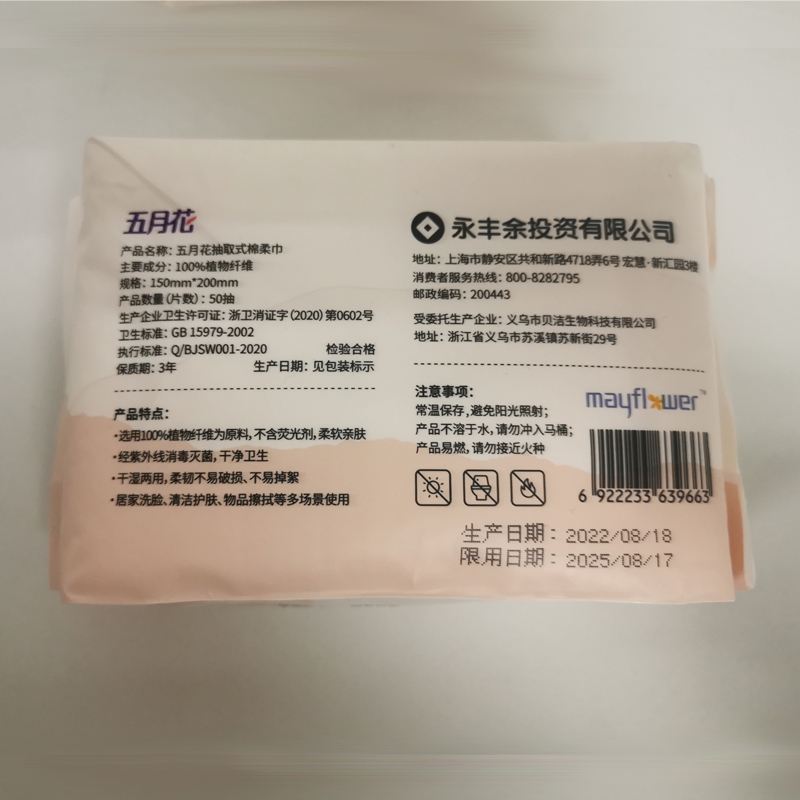 五月花
产品名称：五月花抽取式棉柔巾
主要成分：100%植物纤维
规格：150mm*200mm
产品数量（片数）：50抽
生产企业卫生许可证：浙卫消证字（2020）第0602号
卫生标准：GB 15979-2002
执行标准：Q/BJSW001-2020 检验合格
保质期：3年 生产日期：见包装标示
产品特点：
·选用100%植物纤维为原料，不含荧光剂，柔软亲肤
·经紫外线消毒灭菌，干净卫生
·干湿两用，柔韧不易破损、不易掉絮
·居家洗脸、清洁护肤、物品擦拭等多场景使用
永丰余投资有限公司
地址：上海市静安区共和新路4718弄6号 宏慧·新汇园3楼
消费者服务热线：800-8282795
邮政编码：200443
受委托生产企业：义乌市贝洁生物科技有限公司
地址：浙江省义乌市苏溪镇苏新街29号
注意事项：
常温保存，避免阳光照射；
产品不溶于水，请勿冲入马桶；
产品易燃，请勿接近火种
mayflower™
6 922233 639663
生产日期：2022/08/18
限用日期：2025/08/17